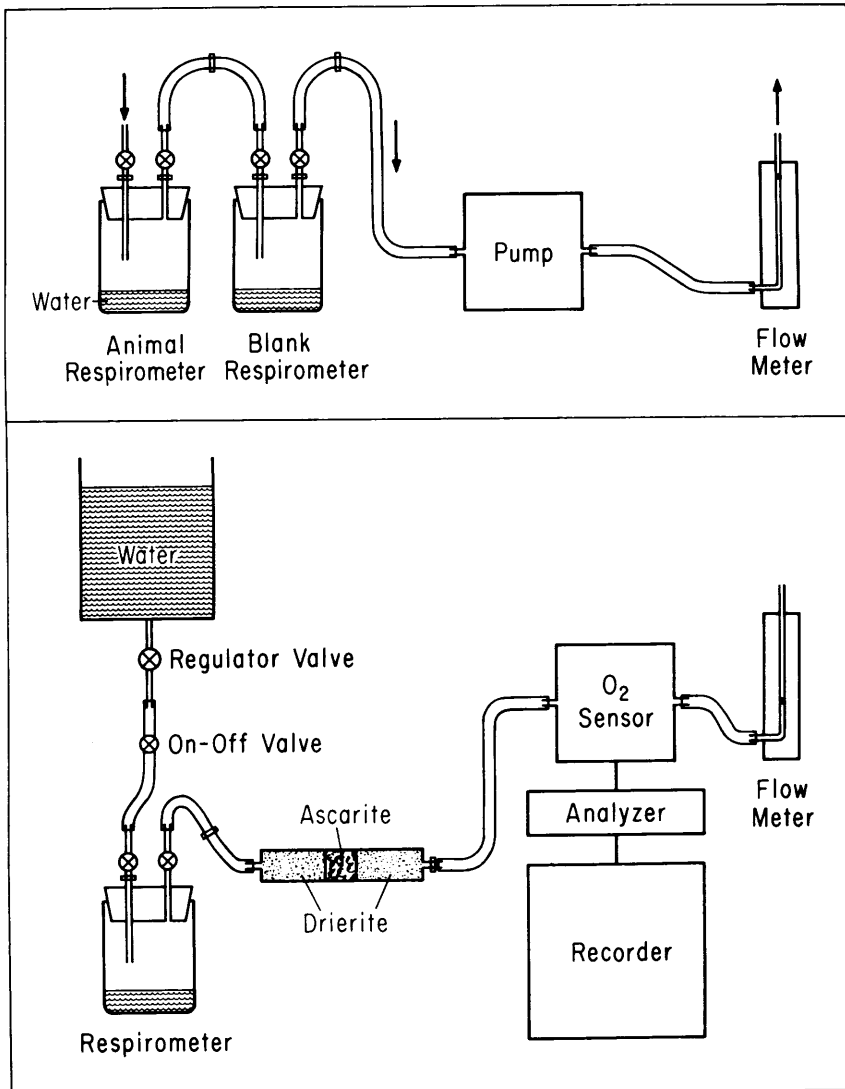 Pump
Water
Animal
Respirometer
Blank
Respirometer
Flow
Meter
Water
Regulator Valve
On-Off Valve
O2
Sensor
Flow
Meter
Analyzer
Ascarite
Drierite
Recorder
Respirometer